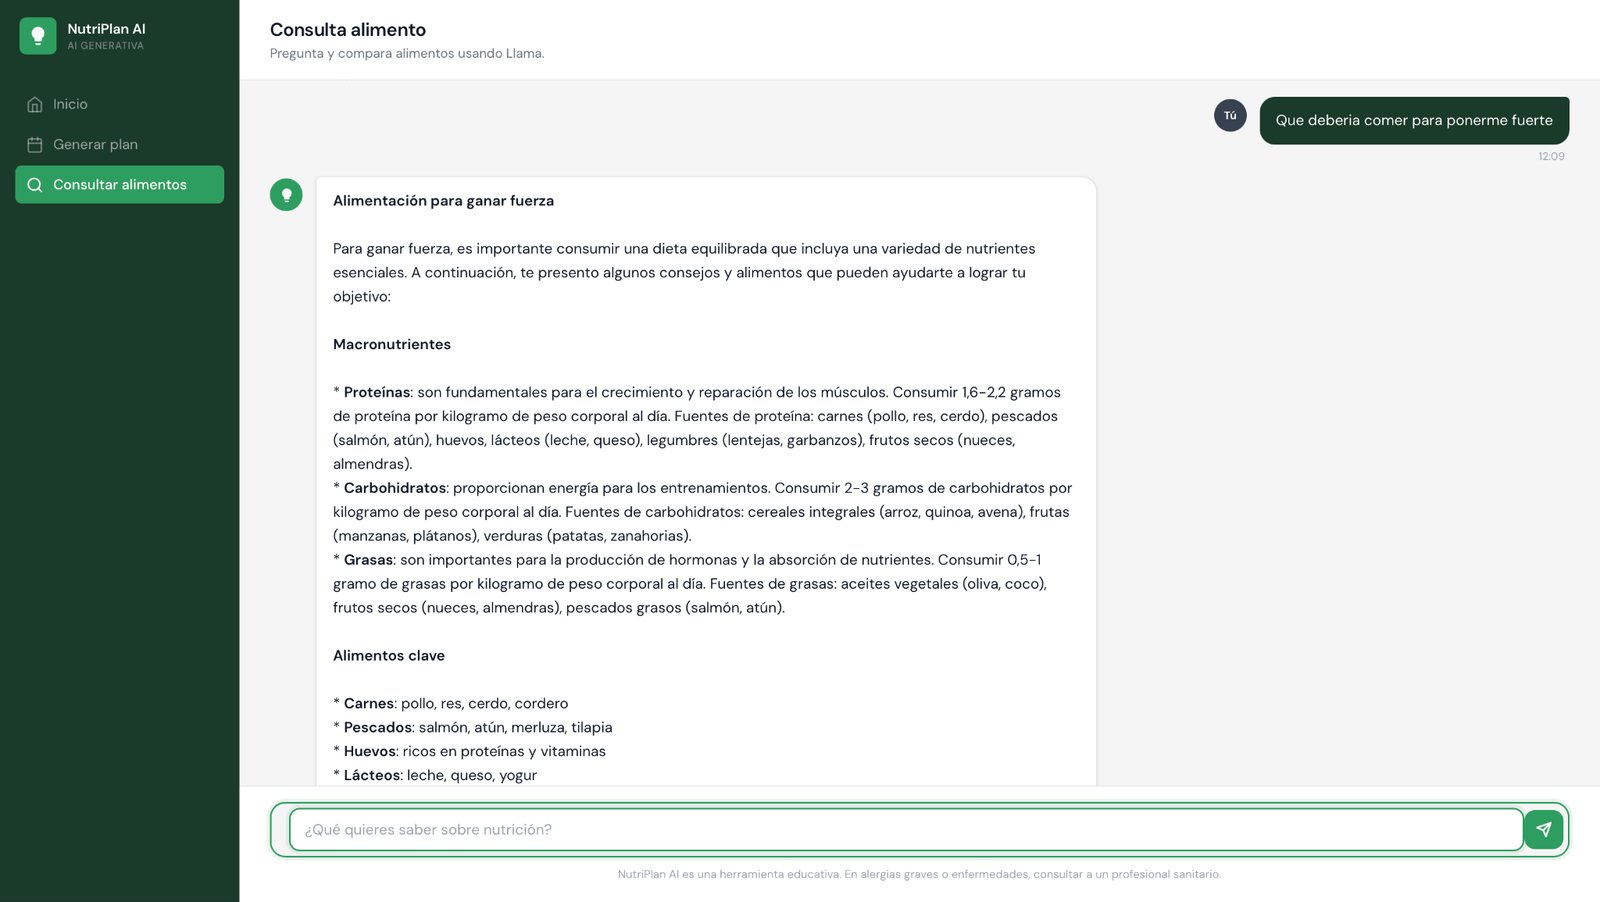 NutriPlan AI
AI GENERATIVA
Inicio
Generar plan
Consultar alimentos
Consulta alimento
Pregunta y compara alimentos usando Llama.
Tú
Que deberia comer para ponerme fuerte
12:09
Alimentación para ganar fuerza
Para ganar fuerza, es importante consumir una dieta equilibrada que incluya una variedad de nutrientes
esenciales. A continuación, te presento algunos consejos y alimentos que pueden ayudarte a lograr tu
objetivo:
Macronutrientes
* Proteínas: son fundamentales para el crecimiento y reparación de los músculos. Consumir 1,6-2,2 gramos
de proteína por kilogramo de peso corporal al día. Fuentes de proteína: carnes (pollo, res, cerdo), pescados
(salmón, atún), huevos, lácteos (leche, queso), legumbres (lentejas, garbanzos), frutos secos (nueces,
almendras).
* Carbohidratos: proporcionan energía para los entrenamientos. Consumir 2-3 gramos de carbohidratos por
kilogramo de peso corporal al día. Fuentes de carbohidratos: cereales integrales (arroz, quinoa, avena), frutas
(manzanas, plátanos), verduras (patatas, zanahorias).
* Grasas: son importantes para la producción de hormonas y la absorción de nutrientes. Consumir 0,5-1
gramo de grasas por kilogramo de peso corporal al día. Fuentes de grasas: aceites vegetales (oliva, coco),
frutos secos (nueces, almendras), pescados grasos (salmón, atún).
Alimentos clave
* Carnes: pollo, res, cerdo, cordero
* Pescados: salmón, atún, merluza, tilapia
* Huevos: ricos en proteínas y vitaminas
* Lácteos: leche, queso, yogur
¿Qué quieres saber sobre nutrición?
NutriPlan AI es una herramienta educativa. En alergias graves o enfermedades, consultar a un profesional sanitario.